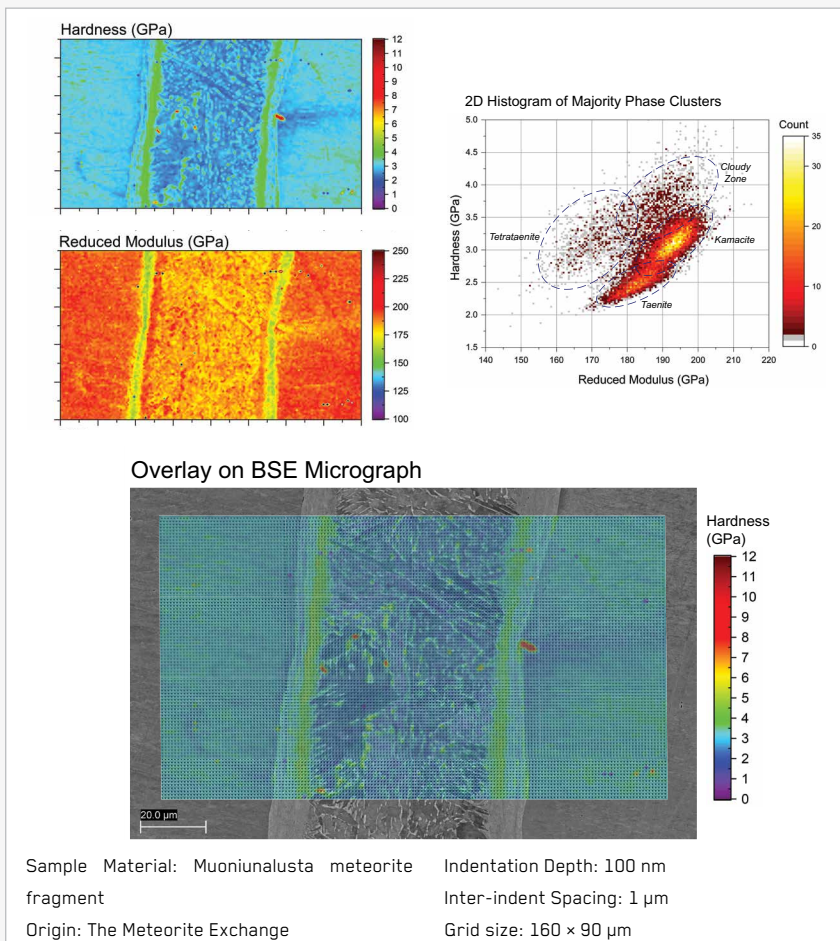 Hardness (GPa)
12
11
10
9
8
7
6
5
4
3
2
1
0
Reduced Modulus (GPa)
250
225
200
175
150
125
100
2D Histogram of Majority Phase Clusters
5.0
4.5
4.0
3.5
3.0
2.5
2.0
1.5
Hardness (GPa)
140 150 160 170 180 190 200 210 220
Reduced Modulus (GPa)
Cloudy
Zone
Tetrataenite
Kamacite
Taenite
Count
35
30
20
10
0
Overlay on BSE Micrograph
20.0 µm
Hardness
(GPa)
12
11
10
9
8
7
6
5
4
3
2
1
0
Sample Material: Muoniunalusta meteorite
fragment
Origin: The Meteorite Exchange
Indentation Depth: 100 nm
Inter-indent Spacing: 1 µm
Grid size: 160 × 90 µm